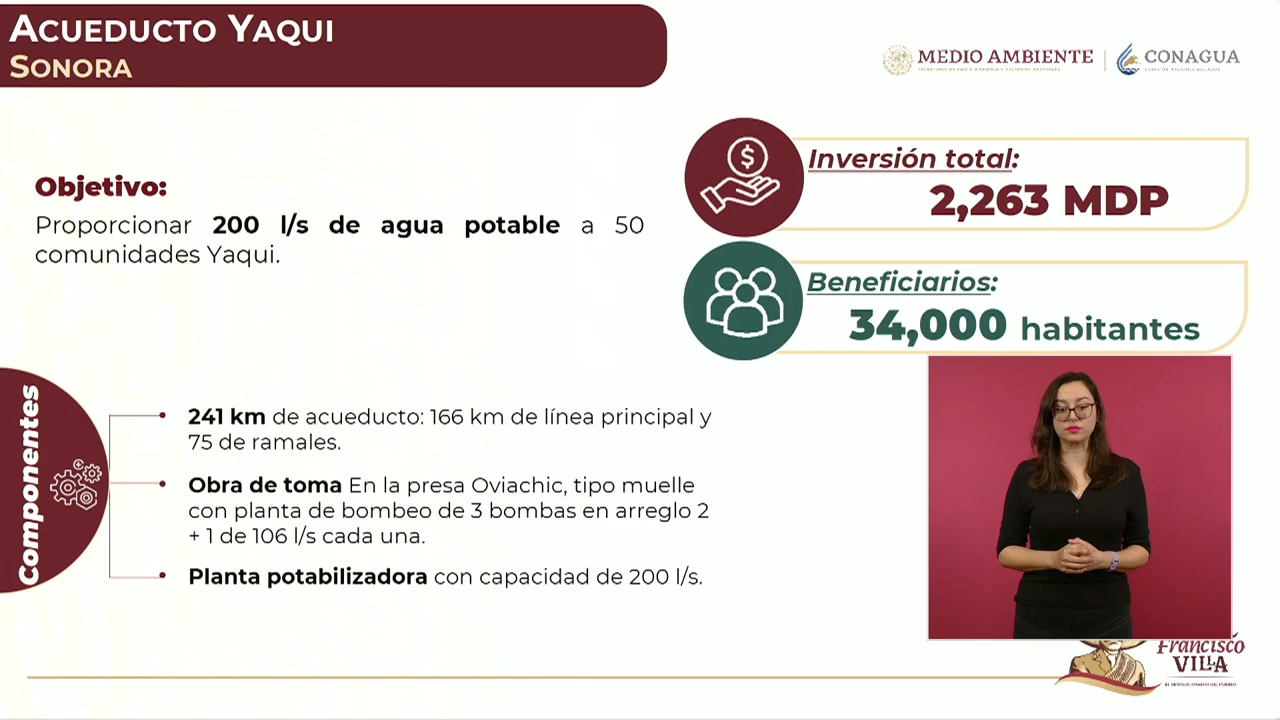 ACUEDUCTO YAQUI
SONORA
MEDIO AMBIENTE
CONAGUA
Objetivo:
Proporcionar 200 l/s de agua potable a 50
comunidades Yaqui.
Inversión total:
2,263 MDP
Beneficiarios:
34,000 habitantes
Componentes
241 km de acueducto: 166 km de línea principal y
75 de ramales.
Obra de toma En la presa Oviachic, tipo muelle
con planta de bombeo de 3 bombas en arreglo 2
+ 1 de 106 l/s cada una.
Planta potabilizadora con capacidad de 200 l/s.
Francisco
VILLA